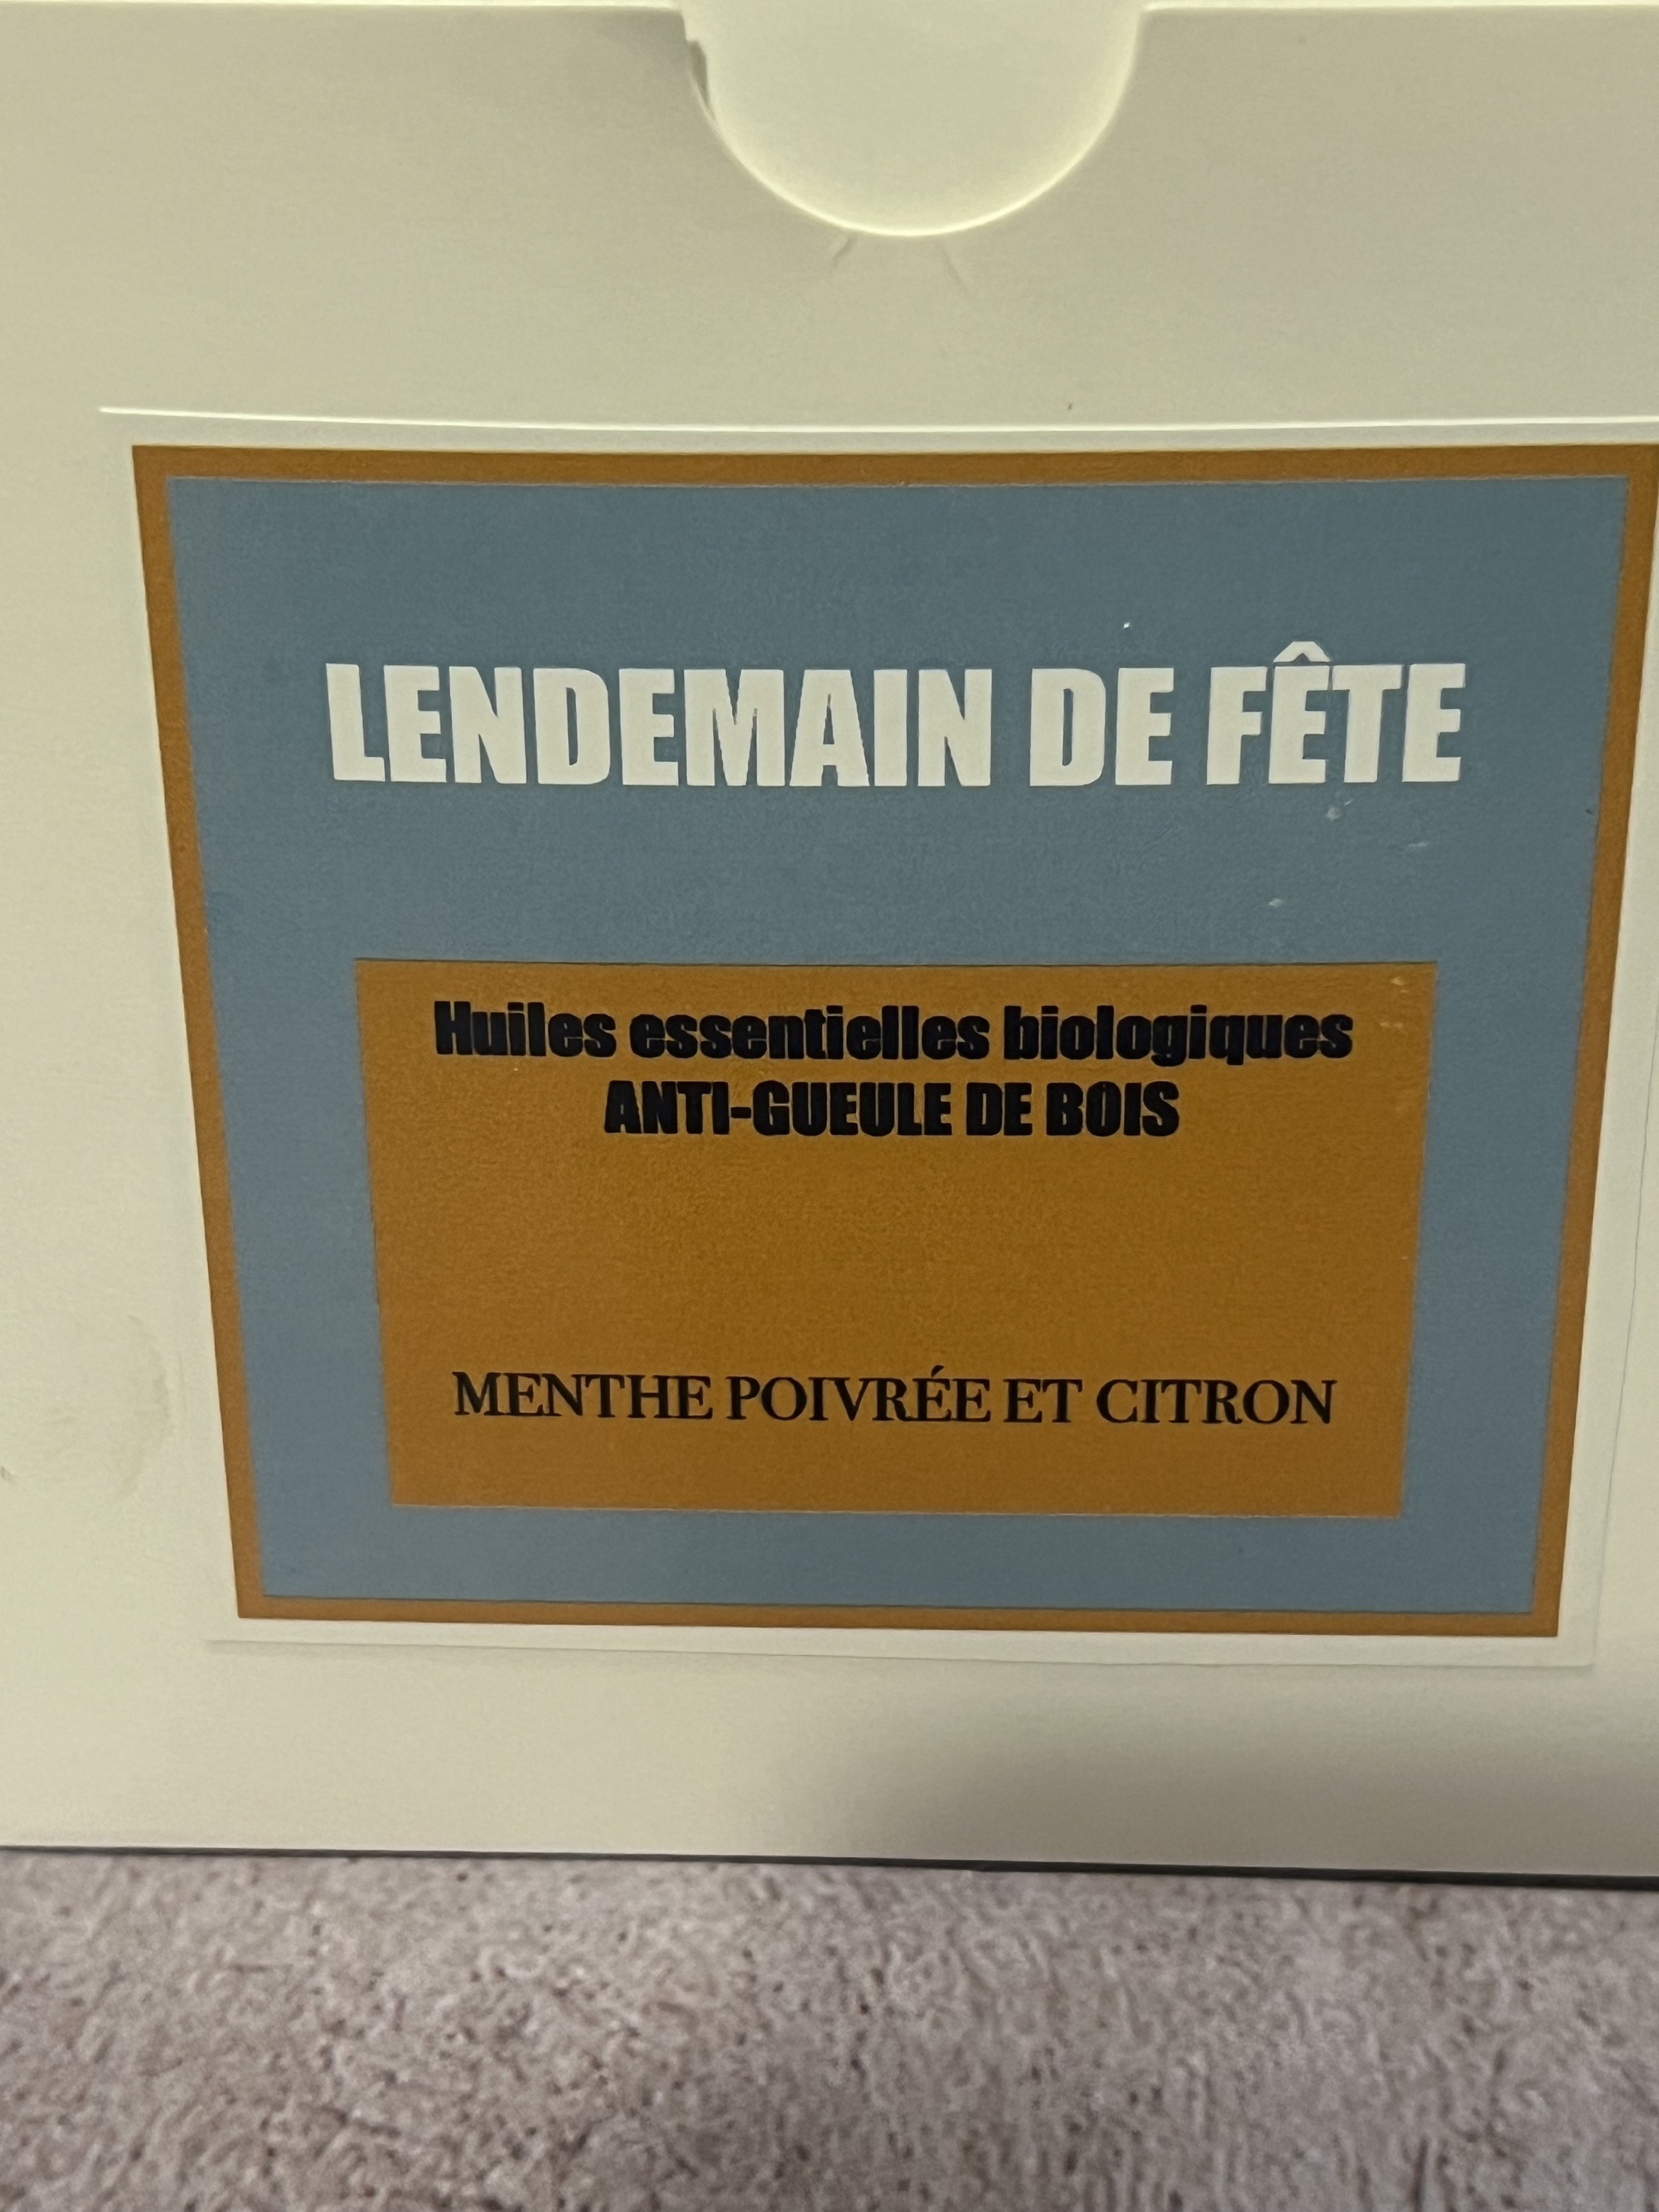 LENDEMAIN DE FÊTE
Huiles essentielles biologiques
ANTI-GUEULE DE BOIS
MENTHE POIVRÉE ET CITRON